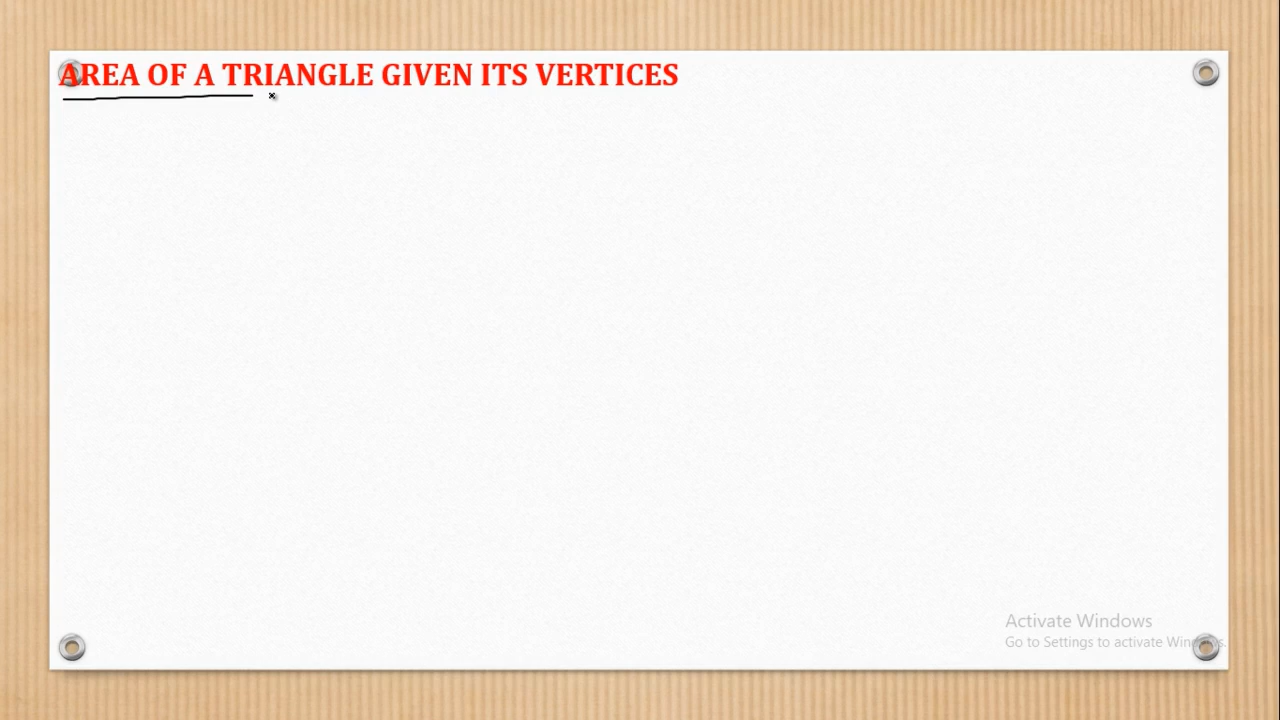 AREA OF A TRIANGLE GIVEN ITS VERTICES
Activate Windows
Go to Settings to activate Windows.